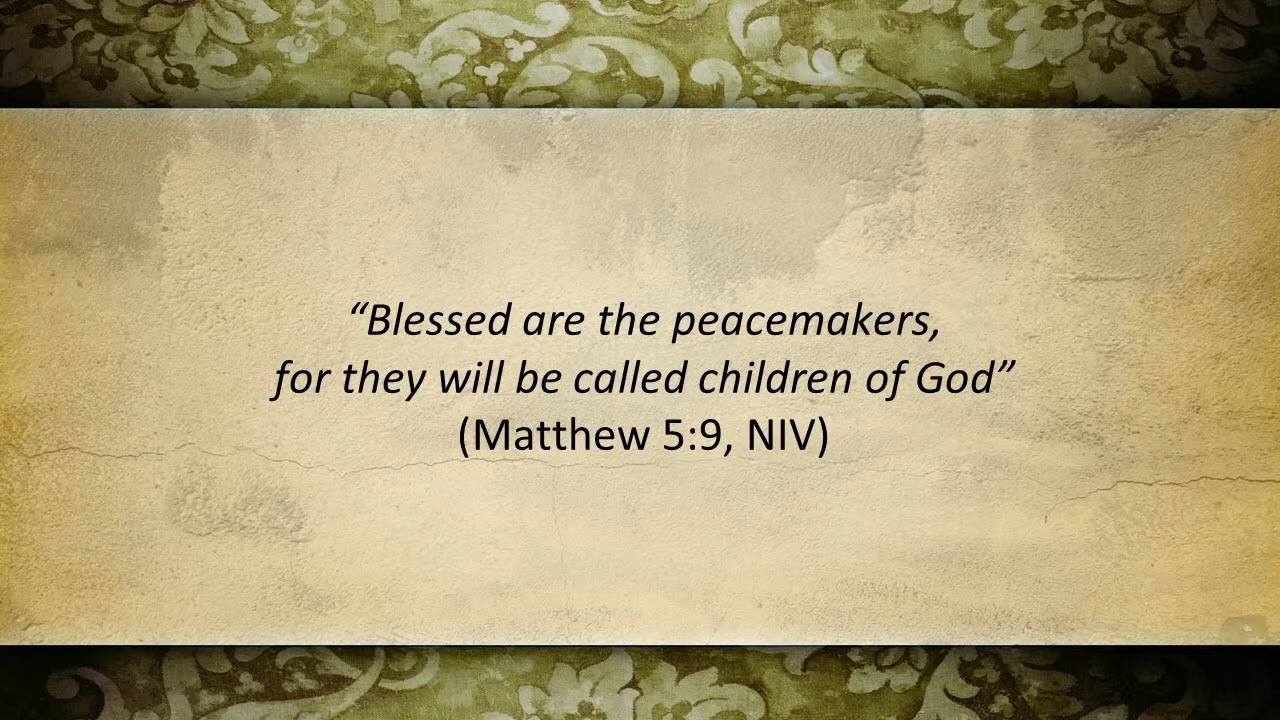 “Blessed are the peacemakers,
for they will be called children of God”
(Matthew 5:9, NIV)